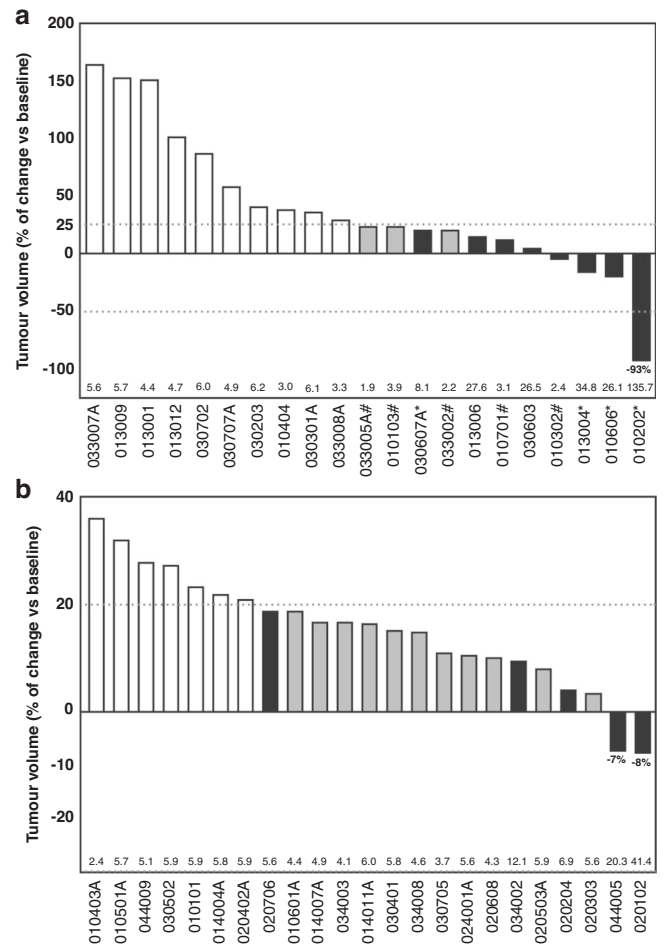 a
Tumour volume (% of change vs baseline)
200
150
100
50
25
0
-50
-100
-93%
5.6 5.7 4.4 4.7 6.0 4.9 6.2 3.0 6.1 3.3 1.9 3.9 8.1 2.2 27.6 3.1 26.5 2.4 34.8 26.1 135.7
033007A 013009 013001 013012 030702 030707A 030203 010404 030301A 033008A 033005A# 010103# 030607A* 033002# 013006 010701# 030603 010302# 013004* 010606* 010202*
b
Tumour volume (% of change vs baseline)
40
20
0
-10
-20
-7% -8%
2.4 5.7 5.1 5.9 5.9 5.8 5.9 5.6 4.4 4.9 4.1 6.0 5.8 4.6 3.7 5.6 4.3 12.1 5.9 6.9 5.6 20.3 41.4
010403A 010501A 044009 030502 010101 014004A 020402A 020706 010601A 014007A 034003 014011A 030401 034008 030705 024001A 020608 034002 020503A 020204 020303 044005 020102